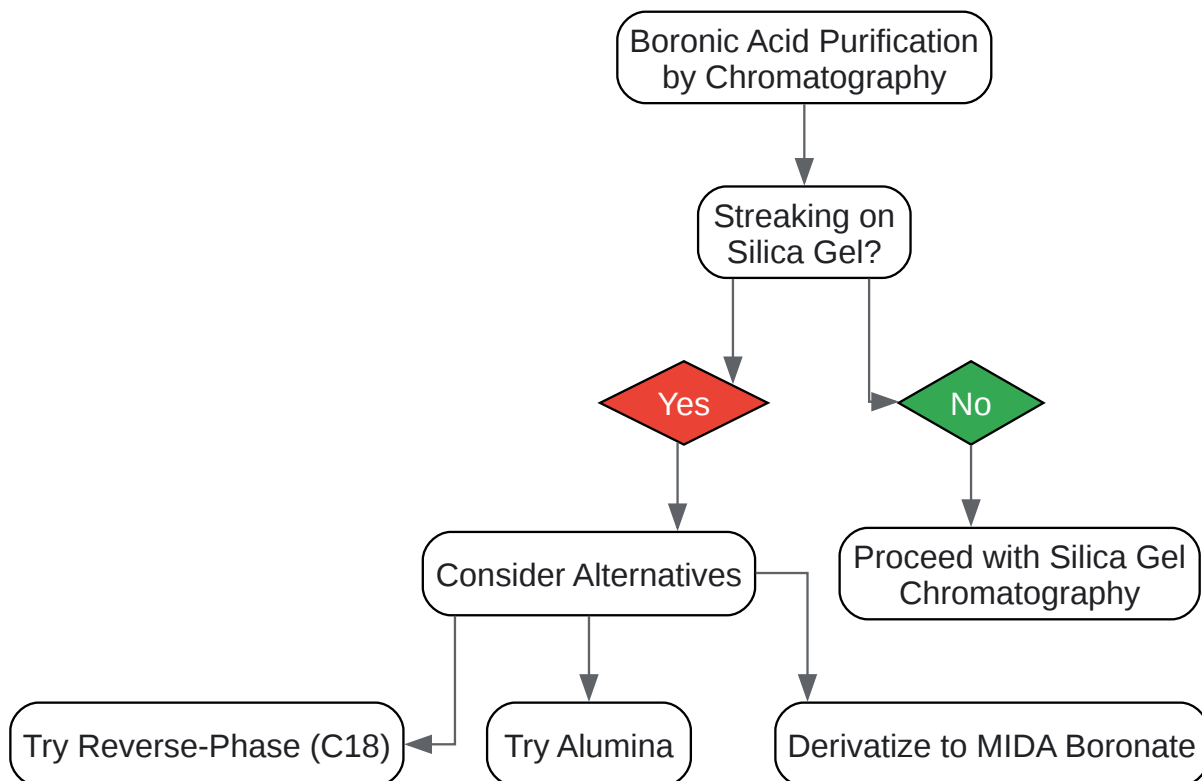 Boronic Acid Purification
by Chromatography
Streaking on
Silica Gel?
Yes
No
Consider Alternatives
Proceed with Silica Gel
Chromatography
Try Reverse-Phase (C18)
Try Alumina
Derivatize to MIDA Boronate